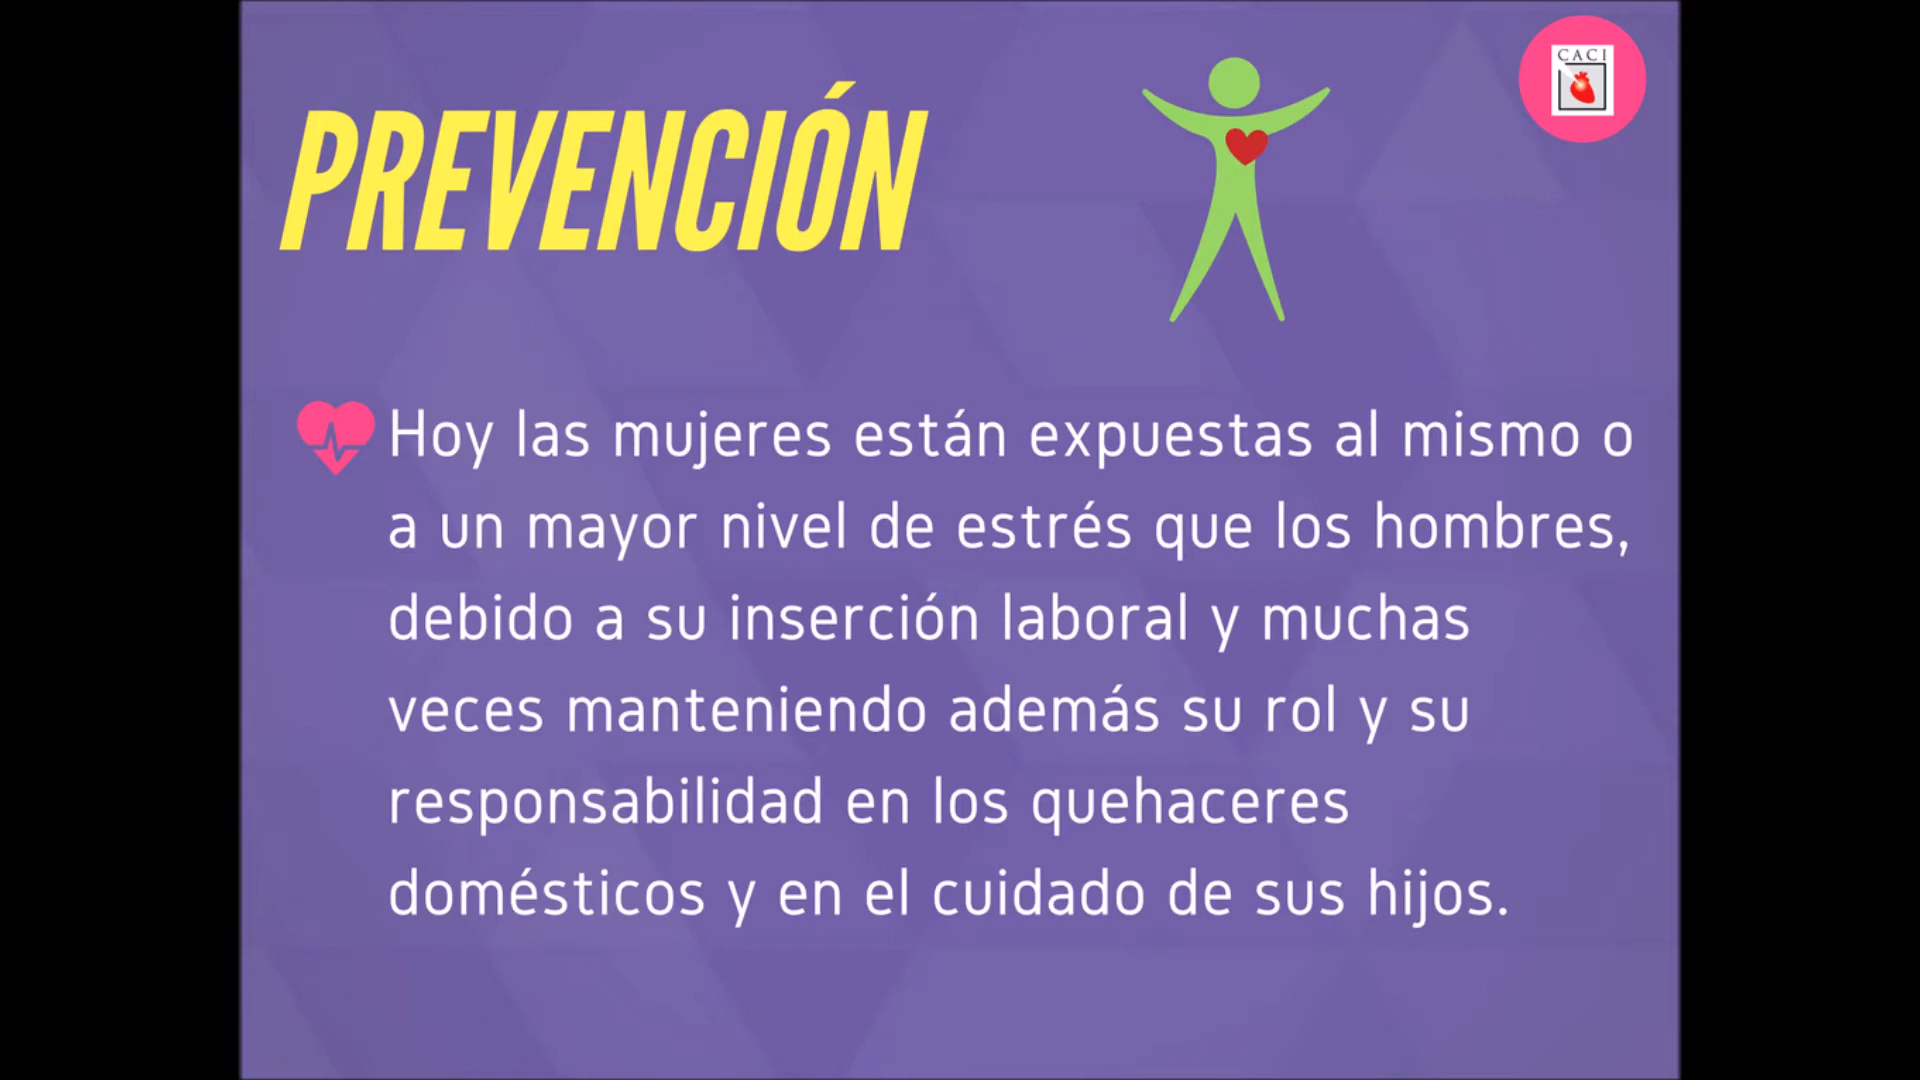 CACI
PREVENCIÓN
Hoy las mujeres están expuestas al mismo o
a un mayor nivel de estrés que los hombres,
debido a su inserción laboral y muchas
veces manteniendo además su rol y su
responsabilidad en los quehaceres
domésticos y en el cuidado de sus hijos.